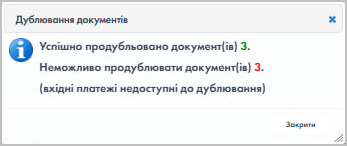 Дублювання документів
Успішно продубльовано документ(ів) 3.
Неможливо продублювати документ(ів) 3.
(вхідні платежі недоступні до дублювання)
Закрити